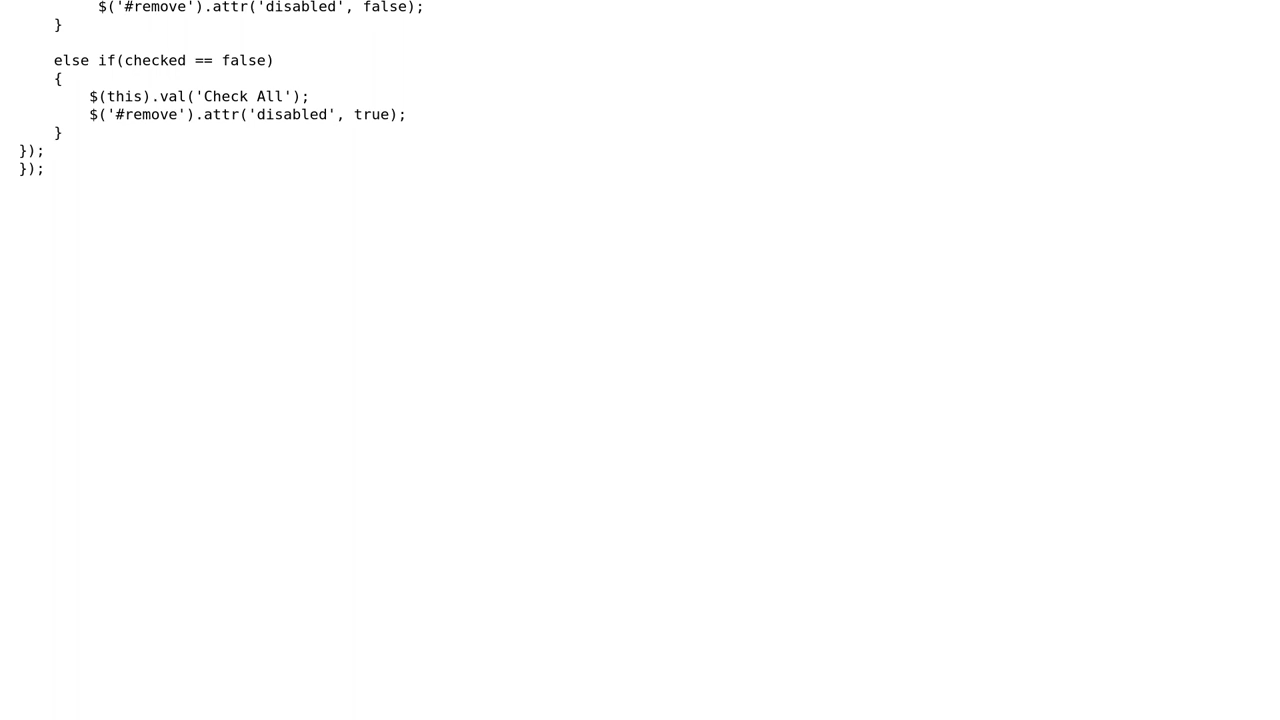 $('#remove').attr('disabled', false);
}
else if(checked == false)
{
$(this).val('Check All');
$('#remove').attr('disabled', true);
}
});
});